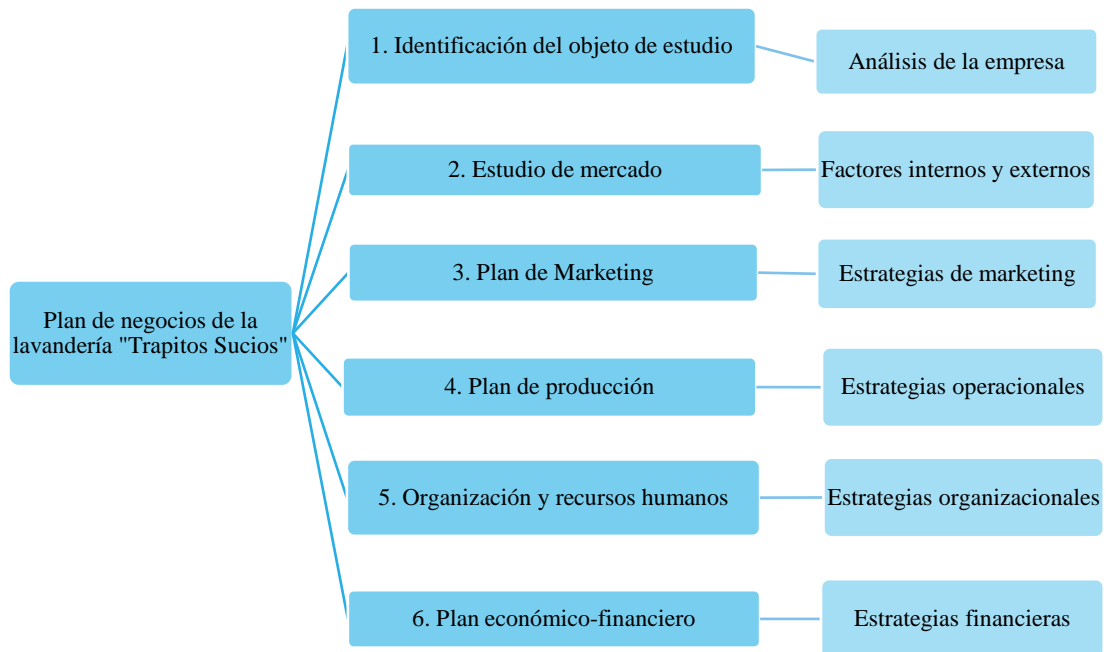 1. Identificación del objeto de estudio
Análisis de la empresa
2. Estudio de mercado
Factores internos y externos
3. Plan de Marketing
Estrategias de marketing
Plan de negocios de la
lavandería "Trapitos Sucios"
4. Plan de producción
Estrategias operacionales
5. Organización y recursos humanos
Estrategias organizacionales
6. Plan económico-financiero
Estrategias financieras